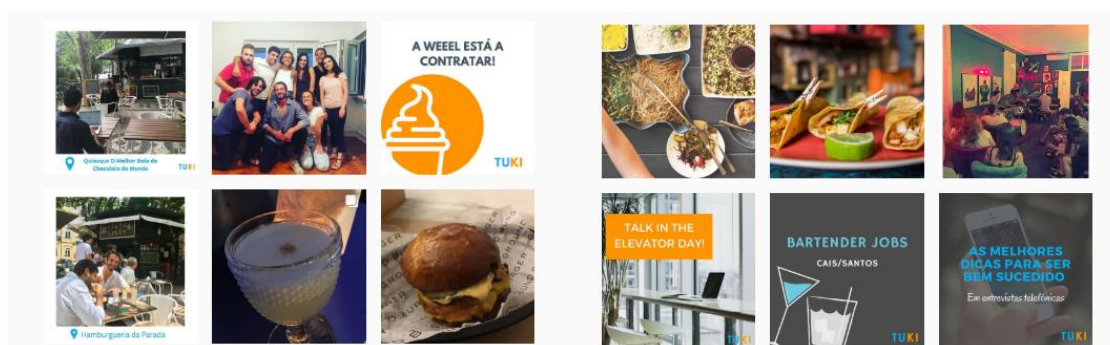 Quiosque O Melhor Bolo de
Chocolate do Mundo
TUKI
A WEEEL ESTÁ A
CONTRATAR!
TUKI
Hamburgueria da Parada
TALK IN THE
ELEVATOR DAY!
TUKI
BARTENDER JOBS
CAIS/SANTOS
TUKI
AS MELHORES
DICAS PARA SER
BEM SUCEDIDO
Em entrevistas telefónicas
TUKI